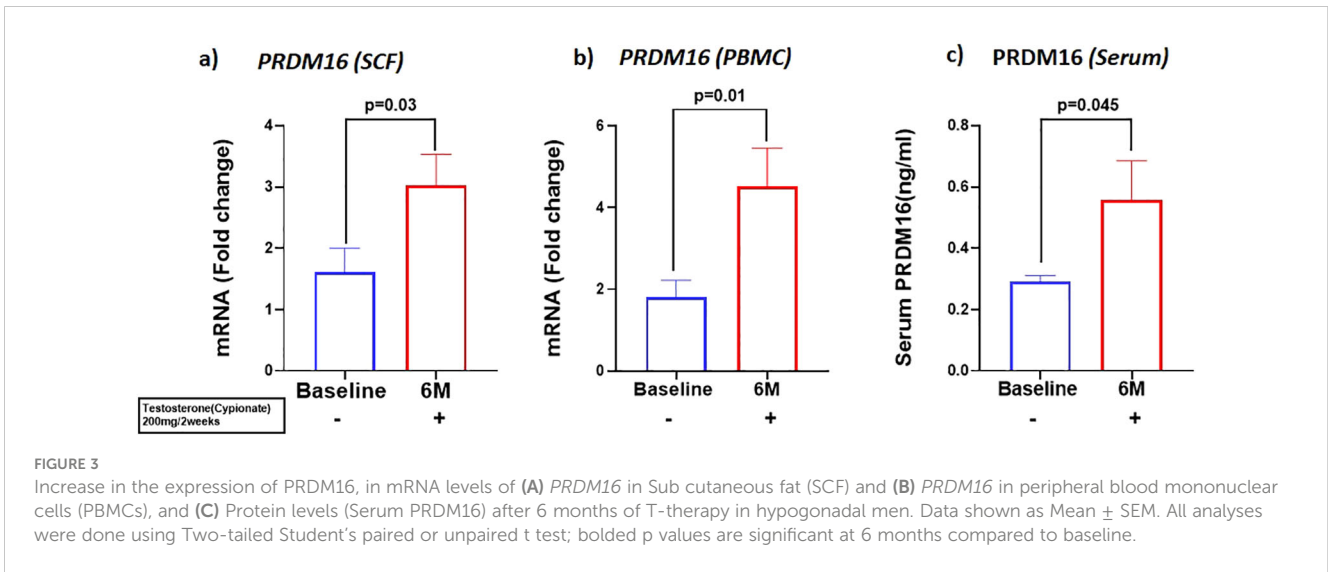 a) PRDM16 (SCF)
p=0.03
mRNA (Fold change)
4
3
2
1
0
Baseline 6M
Testosterone(Cypionate)
200mg/2weeks
- +
b) PRDM16 (PBMC)
p=0.01
mRNA (Fold change)
6
4
2
0
Baseline 6M
- +
c) PRDM16 (Serum)
p=0.045
Serum PRDM16(ng/ml)
0.8
0.6
0.4
0.2
0.0
Baseline 6M
- +
FIGURE 3
Increase in the expression of PRDM16, in mRNA levels of (A) PRDM16 in Sub cutaneous fat (SCF) and (B) PRDM16 in peripheral blood mononuclear
cells (PBMCs), and (C) Protein levels (Serum PRDM16) after 6 months of T-therapy in hypogonadal men. Data shown as Mean ± SEM. All analyses
were done using Two-tailed Student’s paired or unpaired t test; bolded p values are significant at 6 months compared to baseline.